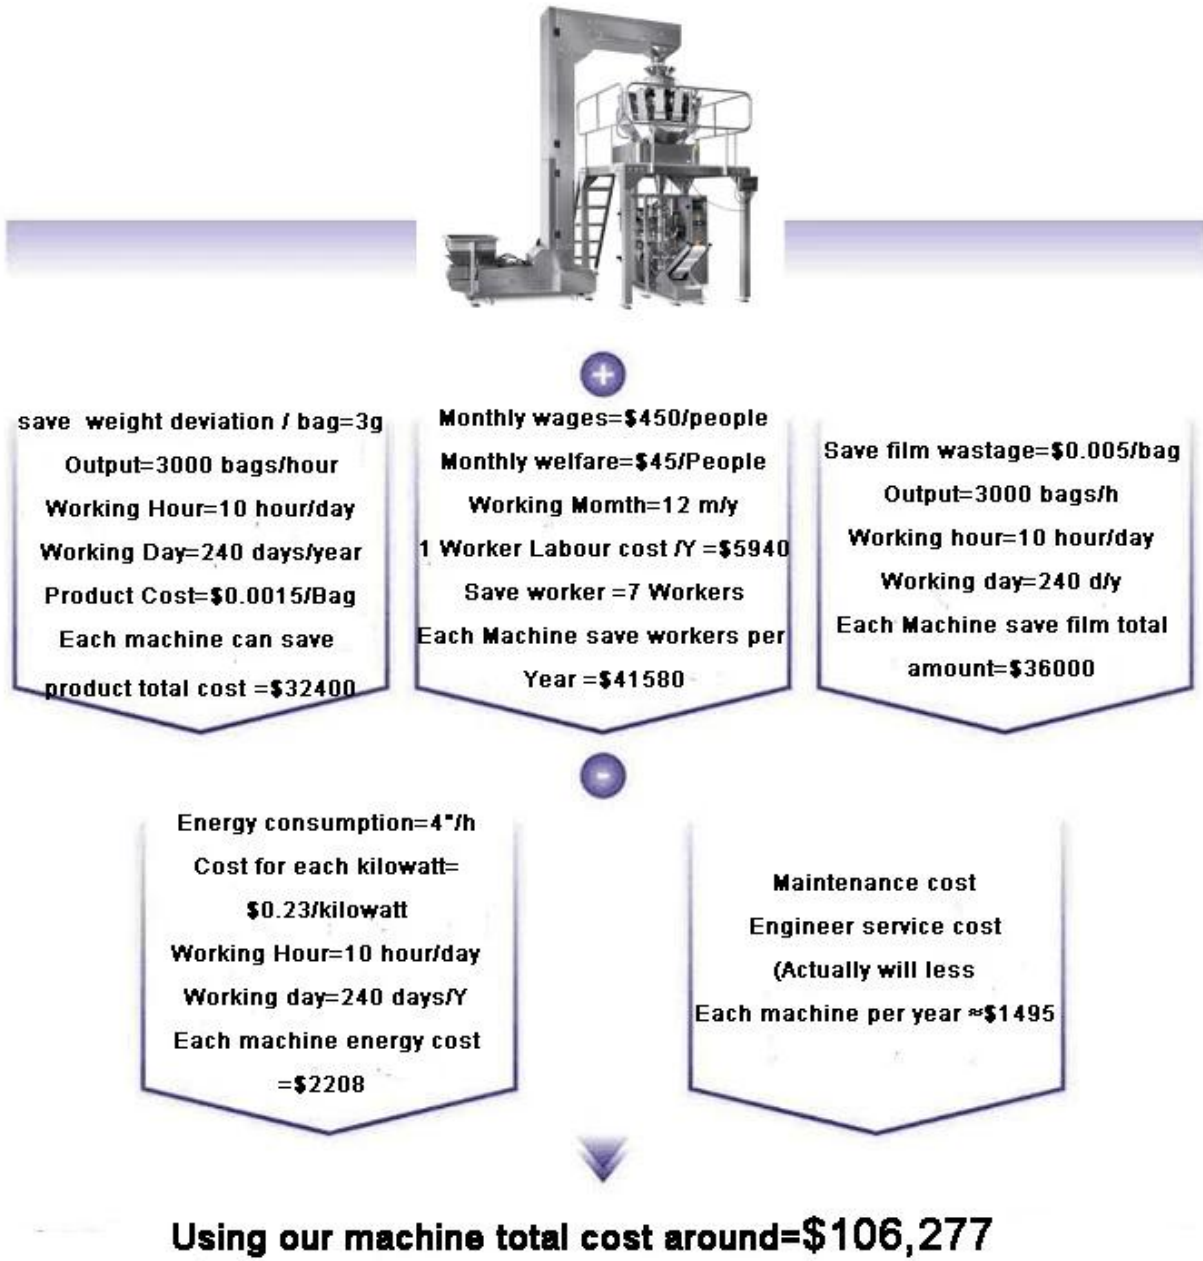 +
save weight deviation / bag=3g
Output=3000 bags/hour
Working Hour=10 hour/day
Working Day=240 days/year
Product Cost=$0.0015/Bag
Each machine can save
product total cost =$32400
Monthly wages=$450/people
Monthly welfare=$45/People
Working Momth=12 m/y
1 Worker Labour cost /Y =$5940
Save worker =7 Workers
Each Machine save workers per
Year =$41580
Save film wastage=$0.005/bag
Output=3000 bags/h
Working hour=10 hour/day
Working day=240 d/y
Each Machine save film total
amount=$36000
-
Energy consumption=4"/h
Cost for each kilowatt=
$0.23/kilowatt
Working Hour=10 hour/day
Working day=240 days/Y
Each machine energy cost
=$2208
Maintenance cost
Engineer service cost
(Actually will less
Each machine per year ≈$1495
Using our machine total cost around=$106,277